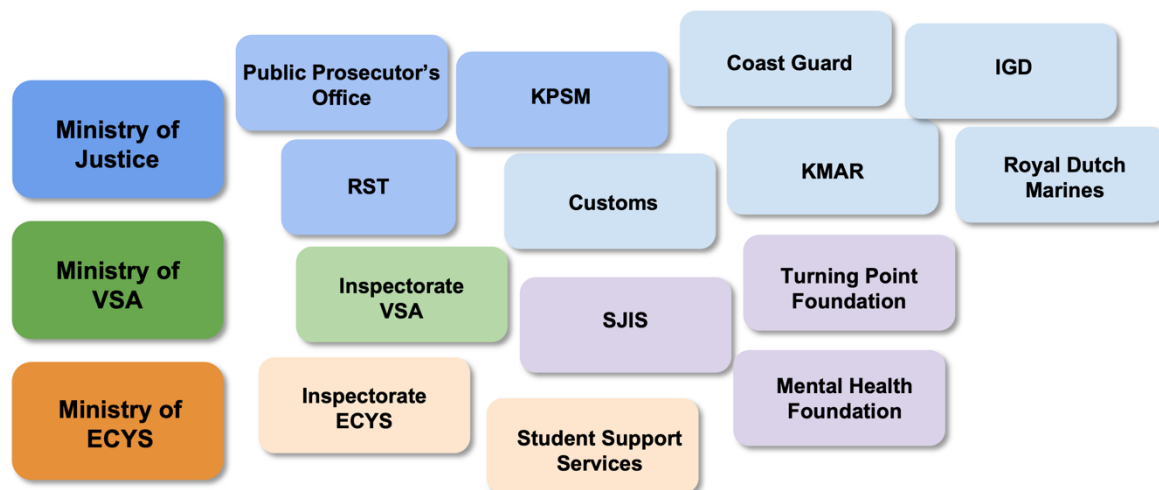 Ministry of
Justice
Public Prosecutor's
Office
KPSM
Coast Guard
IGD
RST
Customs
KMAR
Royal Dutch
Marines
Ministry of
VSA
Inspectorate
VSA
SJIS
Turning Point
Foundation
Ministry of
ECYS
Inspectorate
ECYS
Student Support
Services
Mental Health
Foundation